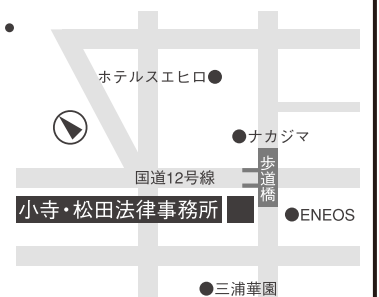 ホテルスエヒロ
ナカジマ
歩道橋
国道12号線
小寺・松田法律事務所
ENEOS
三浦華園